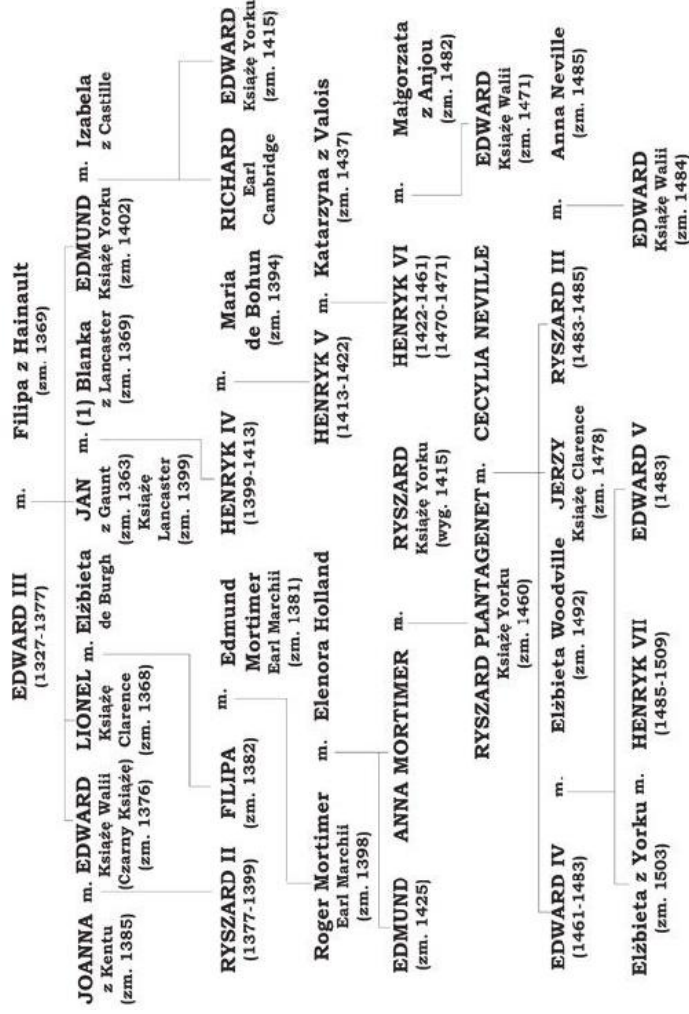 EDWARD III m. Filipa z Hainault
(1327-1377) (zm. 1369)
JOANNA m. EDWARD LIONEL m. Elżbieta JAN m. (1) Blanka EDMUND m. Izabela
z Kentu Książę Walii Książę de Burgh z Gaunt z Lancaster Książę Yorku z Castille
(zm. 1385) (Czarny Książę) Clarence (zm. 1363) (zm. 1369) (zm. 1402)
(zm. 1376) (zm. 1368) Książę
Lancaster
(zm. 1399)
RYSZARD II FILIPA m. Edmund HENRYK IV m. Maria RICHARD EDWARD
(1377-1399) (zm. 1382) Mortimer (1399-1413) de Bohun Earl Książę Yorku
Earl Marchii (zm. 1394) Cambridge (zm. 1415)
(zm. 1381)
Roger Mortimer m. Elenora Holland HENRYK V m. Katarzyna z Valois
Earl Marchii (1413-1422) (zm. 1437)
(zm. 1398)
EDMUND ANNA MORTIMER m. RYSZARD HENRYK VI m. Małgorzata
(zm. 1425) Książę Yorku (1422-1461) z Anjou
(wyg. 1415) (1470-1471) (zm. 1482)
RYSZARD PLANTAGENET m. CECYLIA NEVILLE EDWARD
Książę Yorku Książę Walii
(zm. 1460) (zm. 1471)
EDWARD IV m. Elżbieta Woodville JERZY RYSZARD III m. Anna Neville
(1461-1483) (zm. 1492) Książę Clarence (1483-1485) (zm. 1485)
(zm. 1478)
Elżbieta z Yorku m. HENRYK VII EDWARD V EDWARD
(zm. 1503) (1485-1509) (1483) Książę Walii
(zm. 1484)